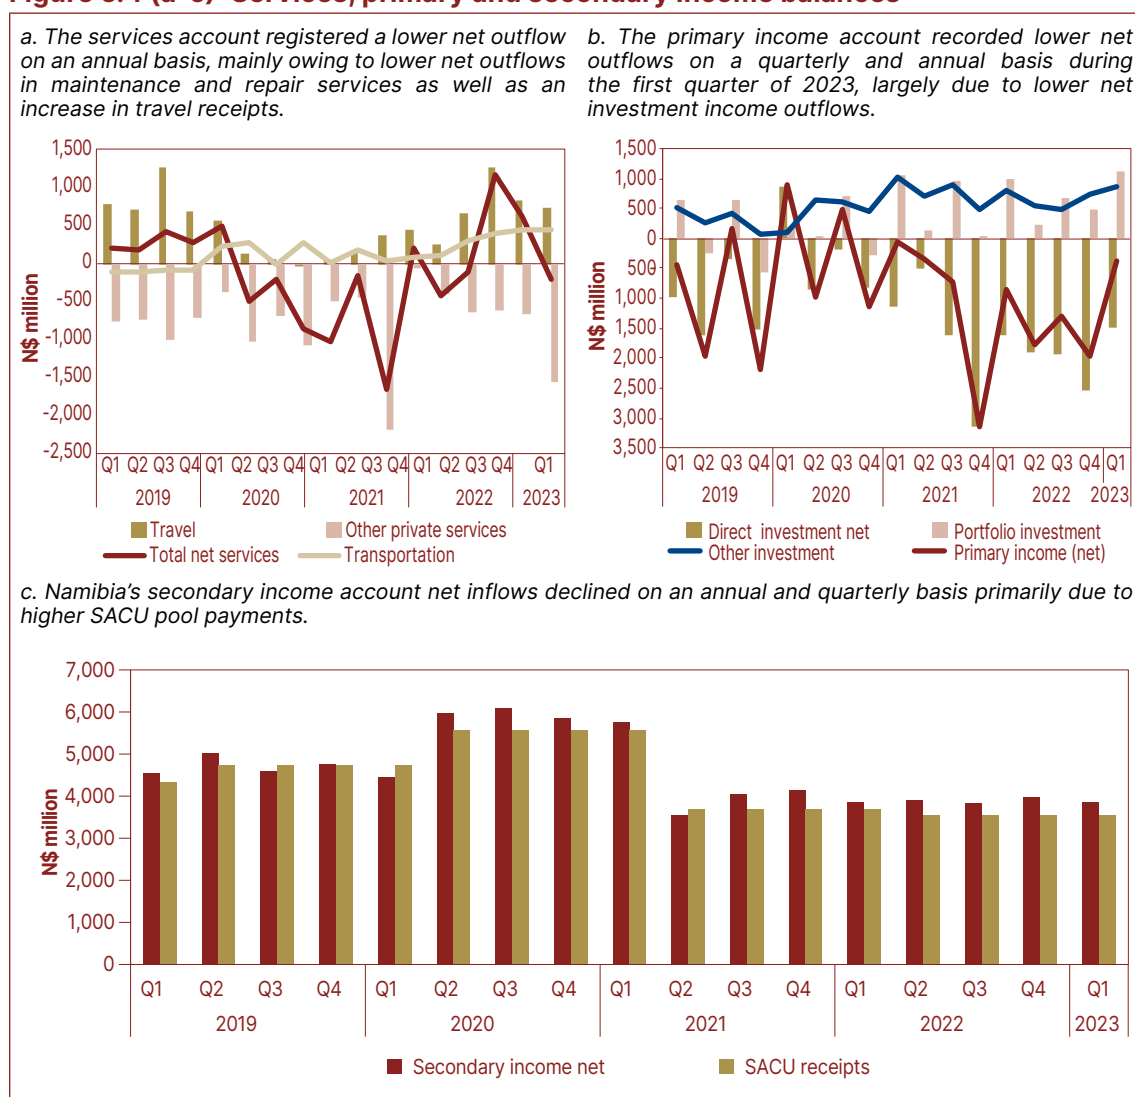 a. The services account registered a lower net outflow
on an annual basis, mainly owing to lower net outflows
in maintenance and repair services as well as an
increase in travel receipts.
b. The primary income account recorded lower net
outflows on a quarterly and annual basis during
the first quarter of 2023, largely due to lower net
investment income outflows.
1,500
1,000
500
0
-500
-1,000
-1,500
-2,000
-2,500
N$ million
Q1 Q2 Q3 Q4 Q1 Q2 Q3 Q4 Q1 Q2 Q3 Q4 Q1 Q2 Q3 Q4 Q1
2019 2020 2021 2022 2023
Travel Other private services
Total net services Transportation
1,500
1,000
500
0
500
1,000
1,500
2,000
2,500
3,000
3,500
N$ million
Q1 Q2 Q3 Q4 Q1 Q2 Q3 Q4 Q1 Q2 Q3 Q4 Q1 Q2 Q3 Q4 Q1
2019 2020 2021 2022 2023
Direct investment net Portfolio investment
Other investment Primary income (net)
c. Namibia's secondary income account net inflows declined on an annual and quarterly basis primarily due to
higher SACU pool payments.
7,000
6,000
5,000
4,000
3,000
2,000
1,000
0
N$ million
Q1 Q2 Q3 Q4 Q1 Q2 Q3 Q4 Q1 Q2 Q3 Q4 Q1 Q2 Q3 Q4 Q1
2019 2020 2021 2022 2023
Secondary income net SACU receipts